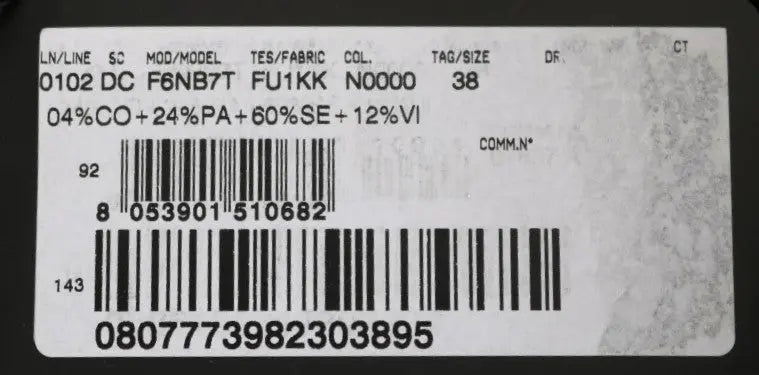 LN/LINE SC MOD/MODEL TES/FABRIC COL. TAG/SIZE DR. CT
0102 DC F6NB7T FU1KK N0000 38
04%CO+24%PA+60%SE+12%VI
COMM.N°
92
8 053901 510682
143
0807773982303895